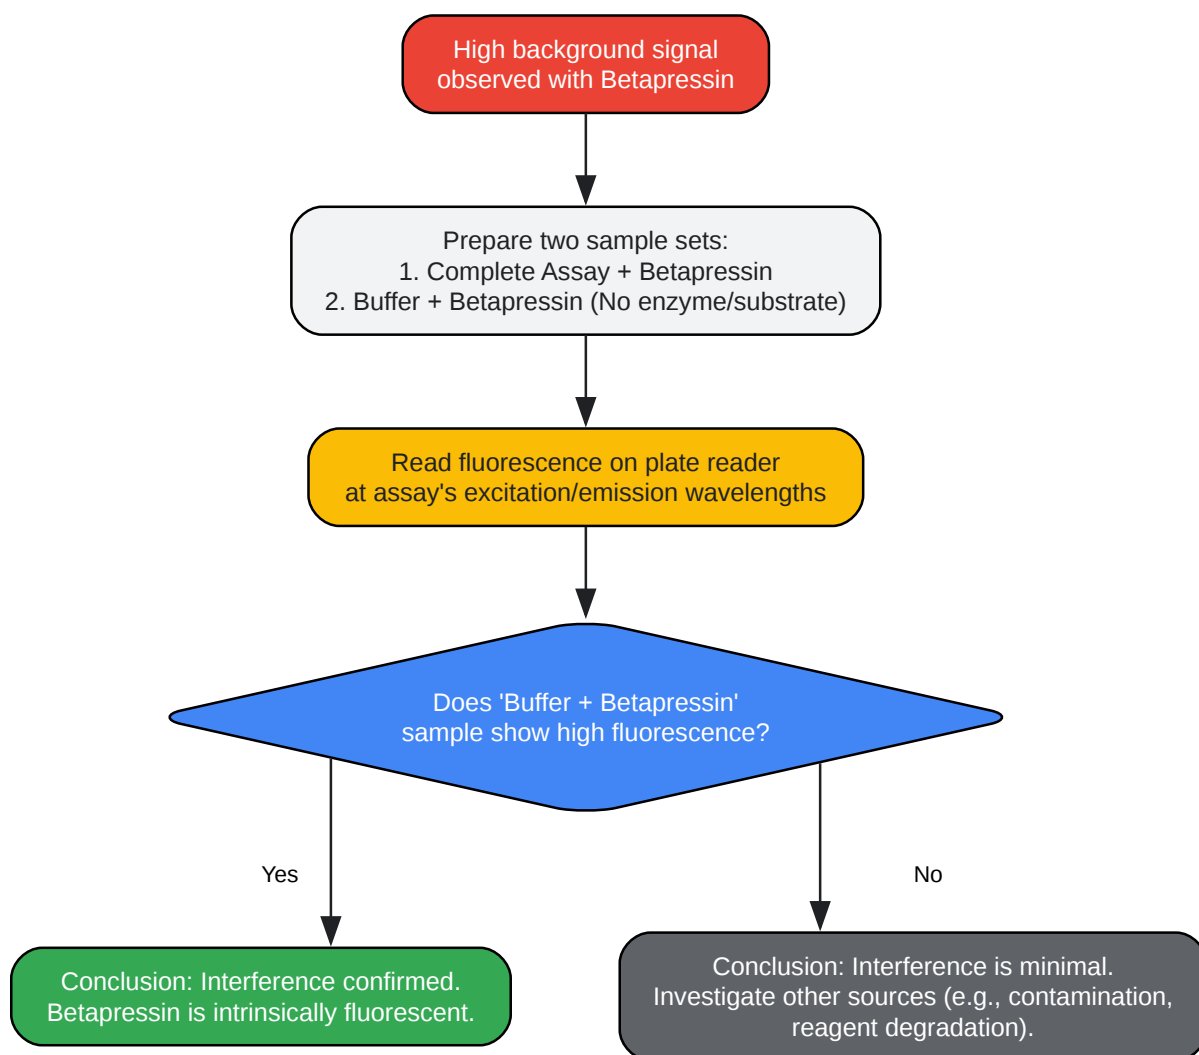 High background signal
observed with Betapressin
Prepare two sample sets:
1. Complete Assay + Betapressin
2. Buffer + Betapressin (No enzyme/substrate)
Read fluorescence on plate reader
at assay's excitation/emission wavelengths
Does 'Buffer + Betapressin'
sample show high fluorescence?
Yes
No
Conclusion: Interference confirmed.
Betapressin is intrinsically fluorescent.
Conclusion: Interference is minimal.
Investigate other sources (e.g., contamination,
reagent degradation).